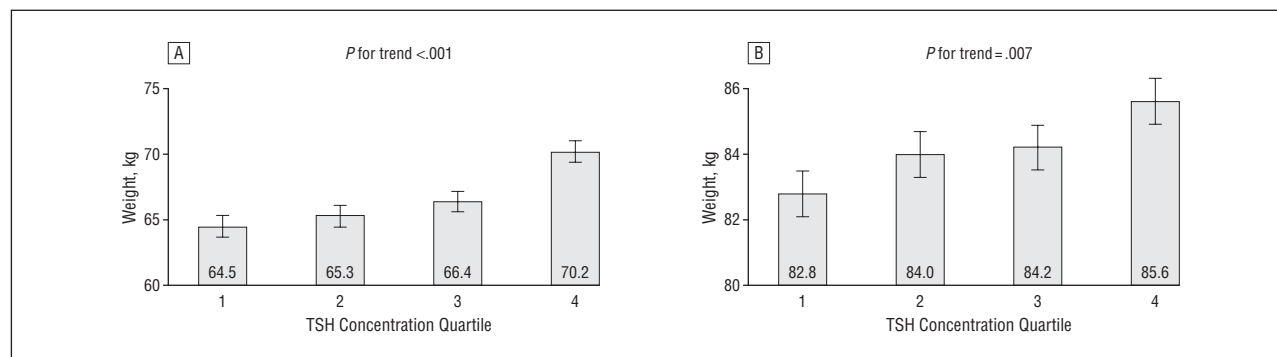 A
P for trend <.001
75
70
65
60
Weight, kg
64.5
65.3
66.4
70.2
1 2 3 4
TSH Concentration Quartile
B
P for trend = .007
86
84
82
80
Weight, kg
82.8
84.0
84.2
85.6
1 2 3 4
TSH Concentration Quartile